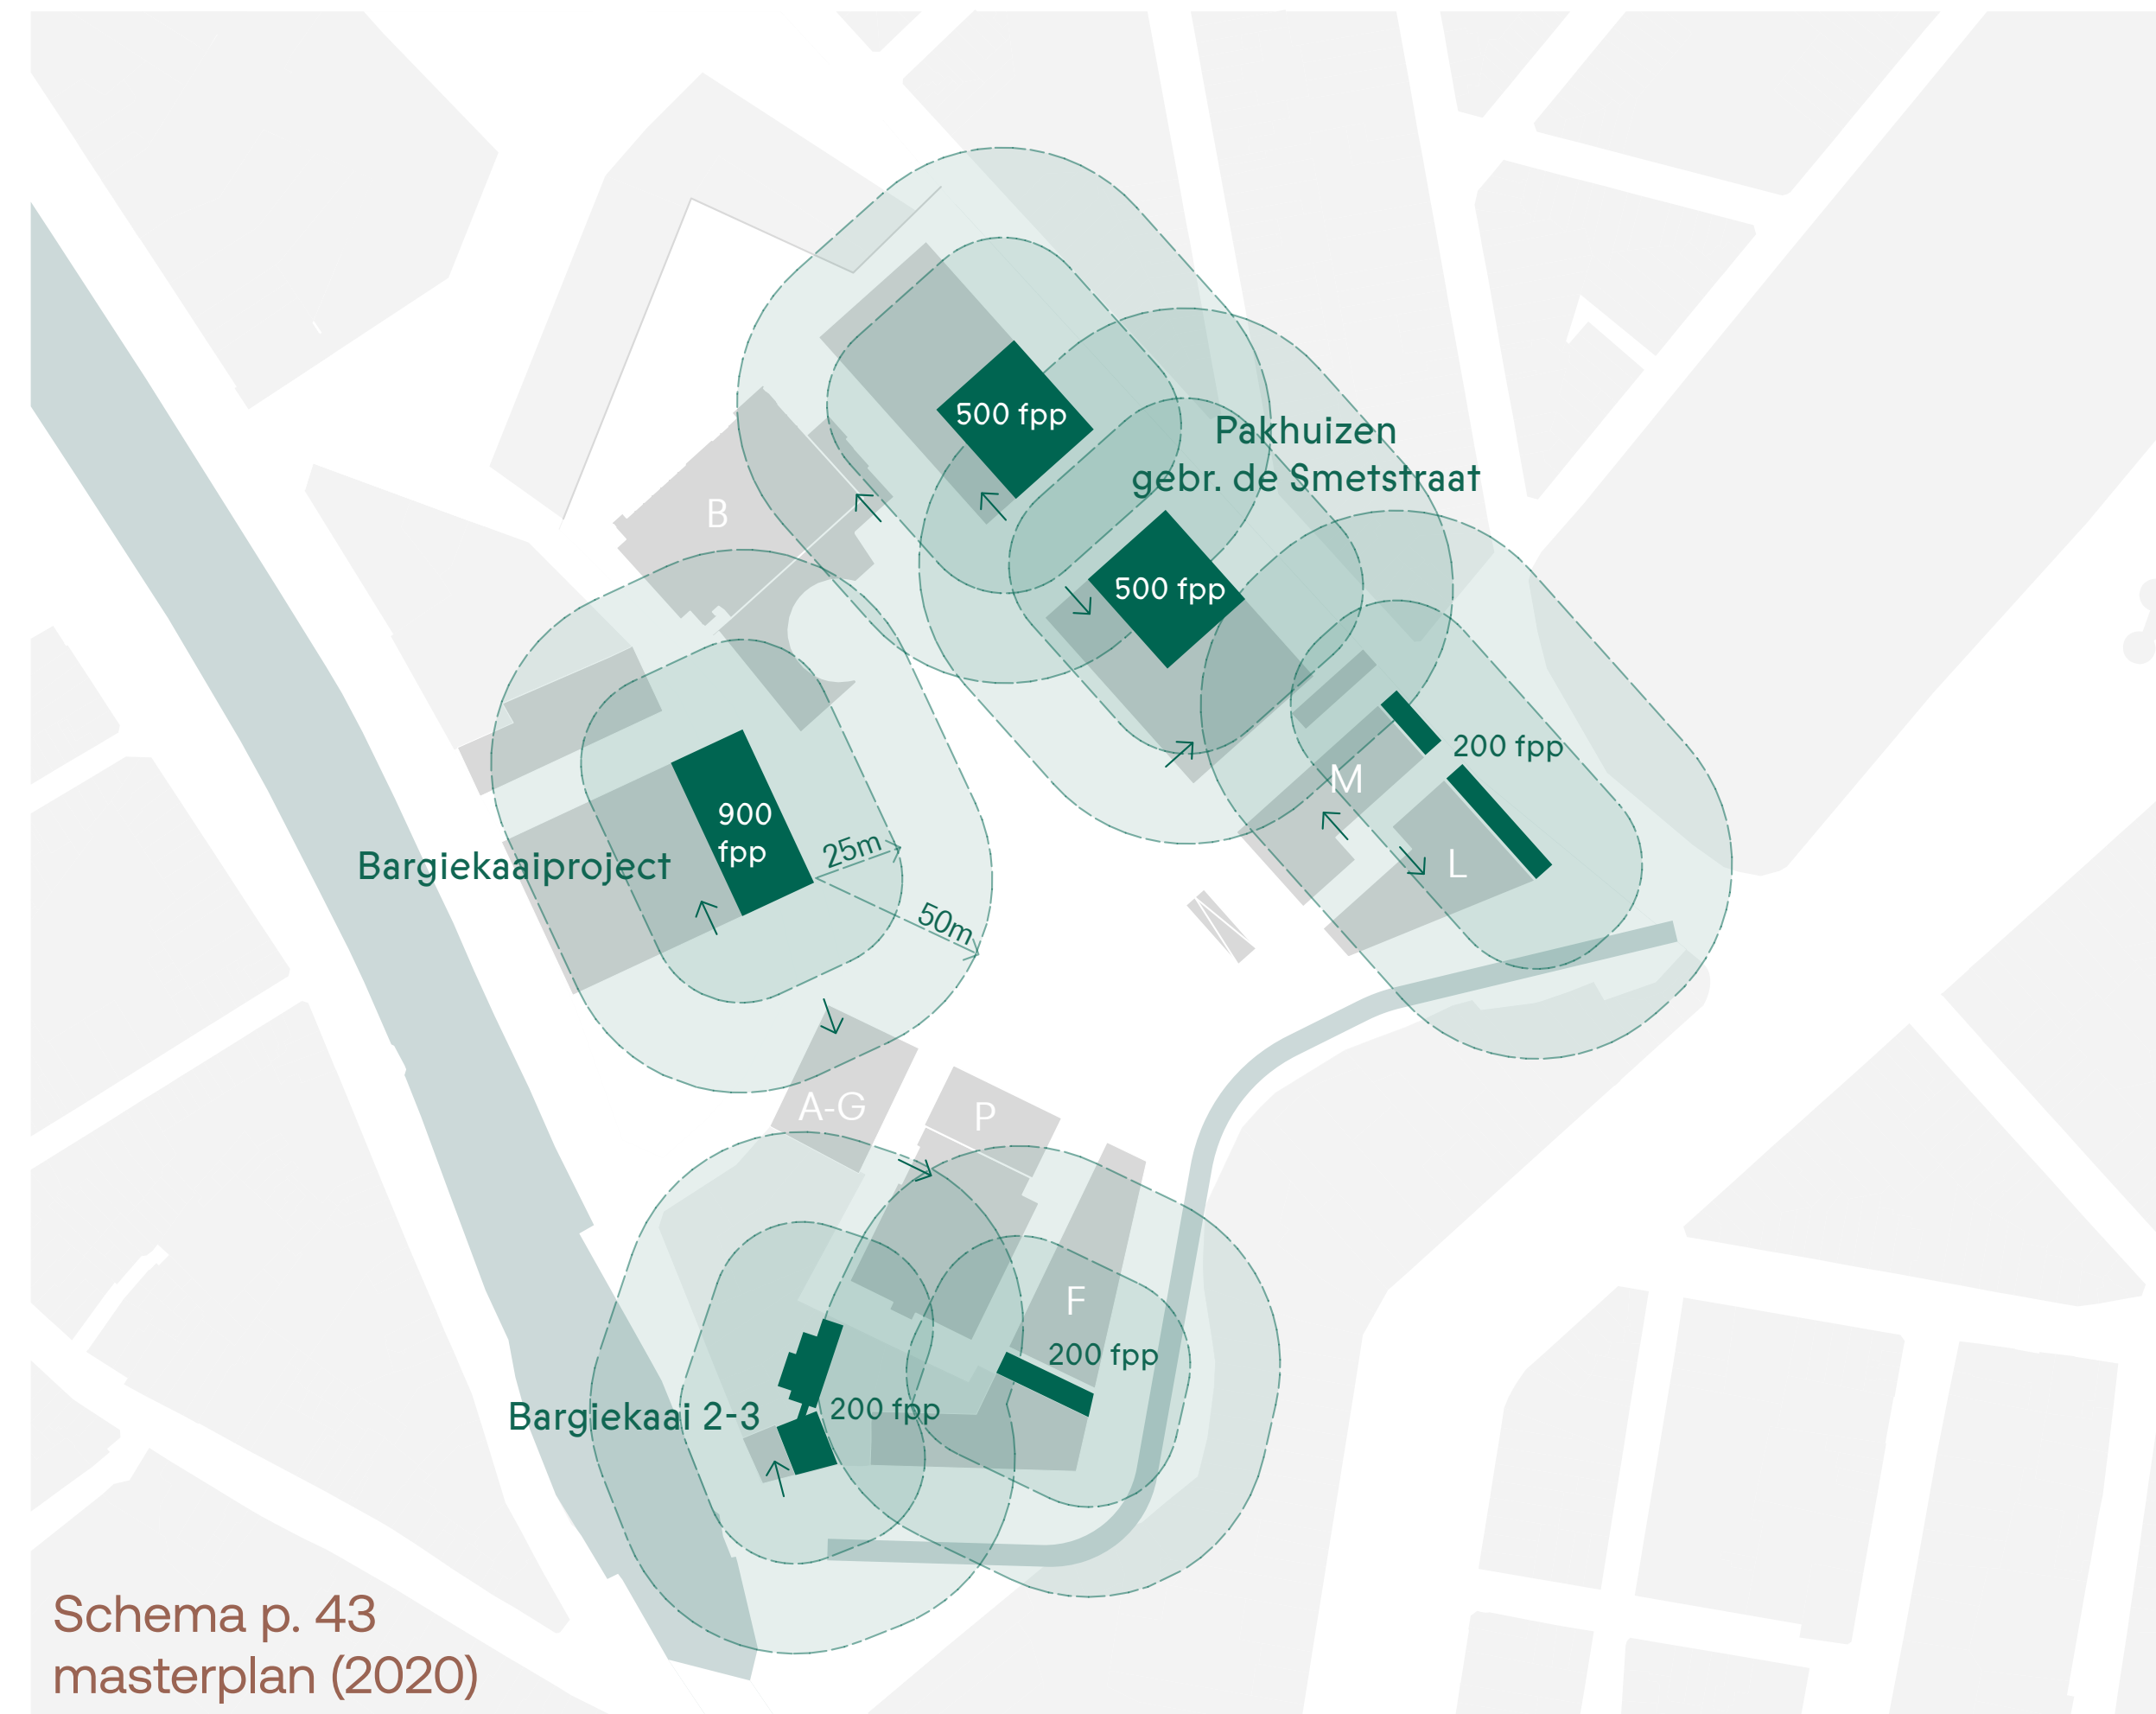 500 fpp
Pakhuizen
gebr. de Smetstraat
B
500 fpp
200 fpp
M
900
fpp
25m
Bargiekaaiproject
L
50m
A-G
P
F
200 fpp
Bargiekaai 2-3
200 fpp
Schema p. 43
masterplan (2020)